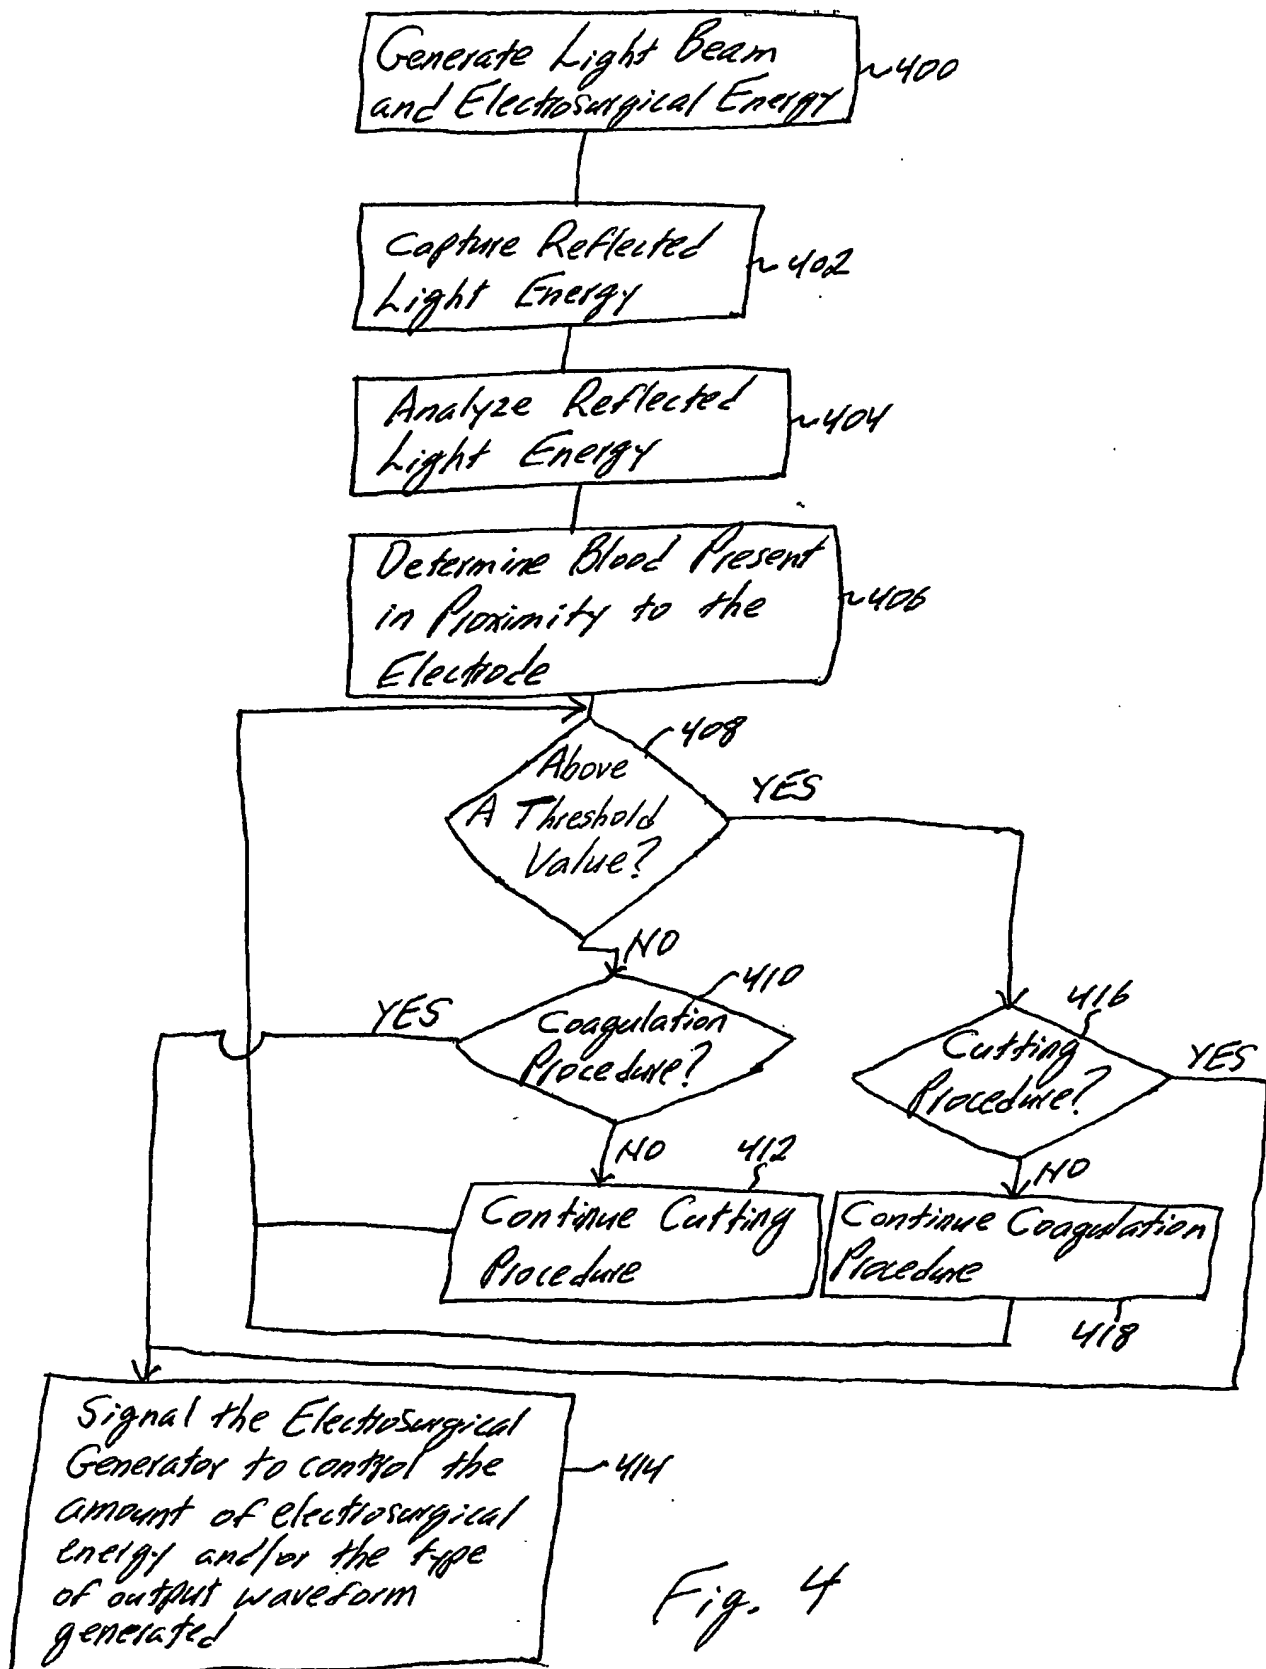 Generate Light Beam
and Electrosurgical Energy
~400
Capture Reflected
Light Energy
~402
Analyze Reflected
Light Energy
~404
Determine Blood Present
in Proximity to the
Electrode
~406
408
Above
A Threshold
Value?
YES
NO
410
YES
Coagulation
Procedure?
416
Cutting
Procedure?
YES
NO
412
NO
Continue Cutting
Procedure
Continue Coagulation
Procedure
418
Signal the Electrosurgical
Generator to control the
amount of electrosurgical
energy and/or the type
of output waveform
generated
414
Fig. 4